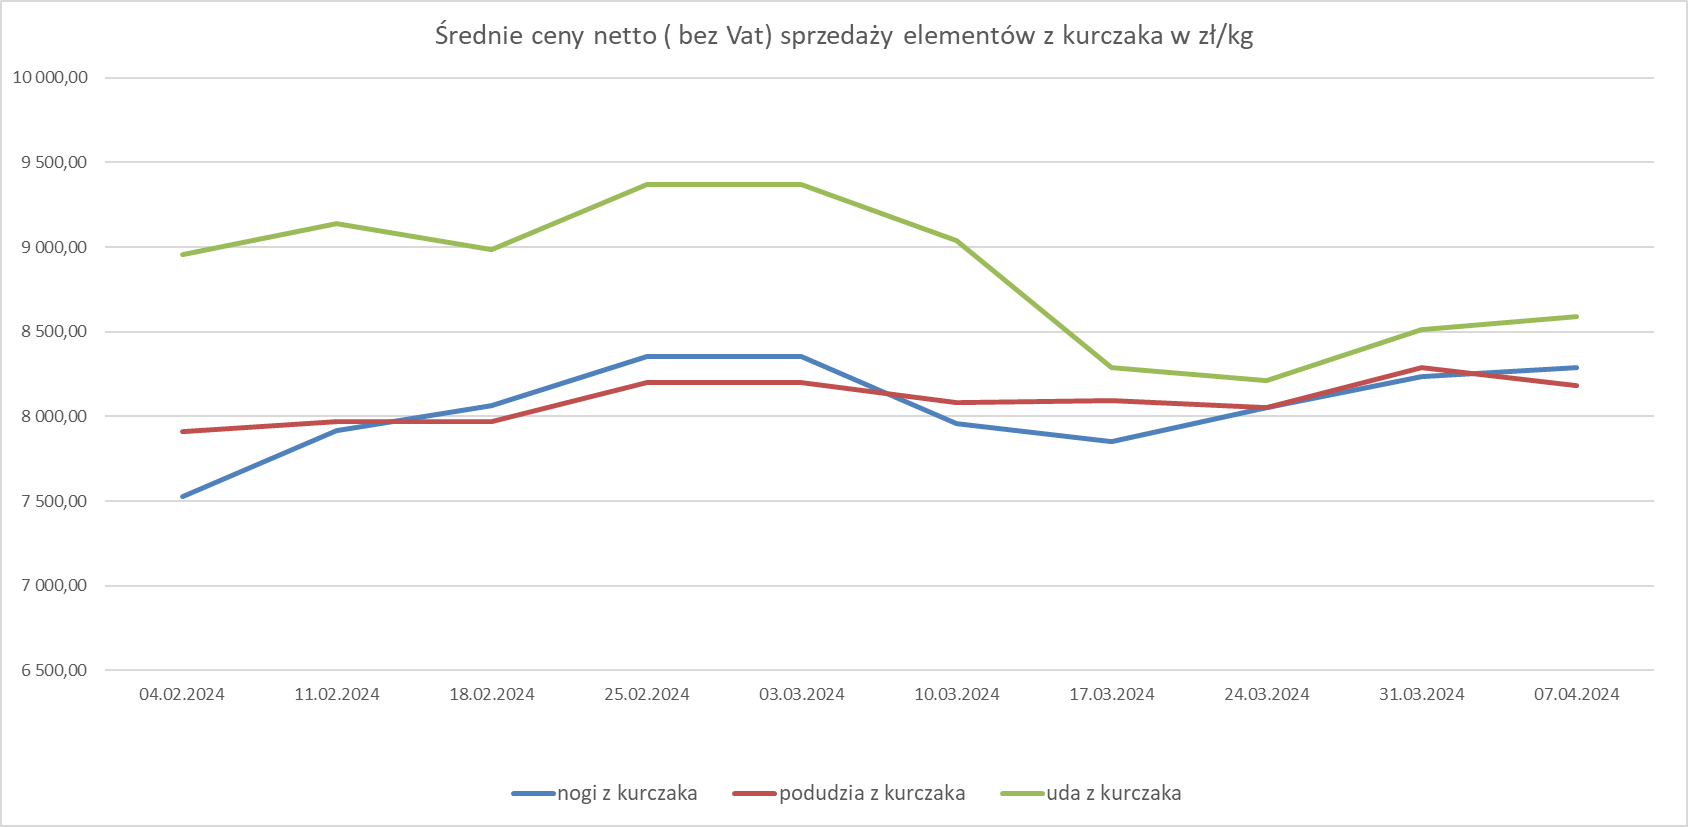 Średnie ceny netto ( bez Vat) sprzedaży elementów z kurczaka w zł/kg
10 000,00
9 500,00
9 000,00
8 500,00
8 000,00
7 500,00
7 000,00
6 500,00
04.02.2024 11.02.2024 18.02.2024 25.02.2024 03.03.2024 10.03.2024 17.03.2024 24.03.2024 31.03.2024 07.04.2024
nogi z kurczaka podudzia z kurczaka uda z kurczaka